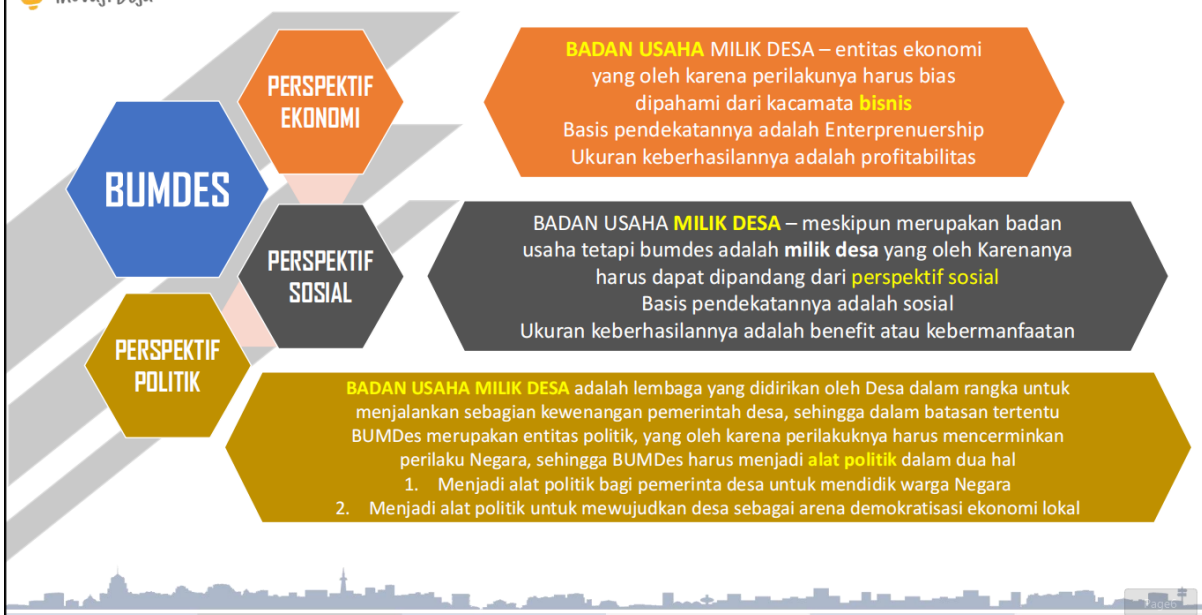 PERSPEKTIF
EKONOMI
BADAN USAHA MILIK DESA – entitas ekonomi
yang oleh karena perilakunya harus bias
dipahami dari kacamata bisnis
Basis pendekatannya adalah Enterprenuership
Ukuran keberhasilannya adalah profitabilitas
BUMDES
PERSPEKTIF
SOSIAL
BADAN USAHA MILIK DESA – meskipun merupakan badan
usaha tetapi bumdes adalah milik desa yang oleh Karenanya
harus dapat dipandang dari perspektif sosial
Basis pendekatannya adalah sosial
Ukuran keberhasilannya adalah benefit atau kebermanfaatan
PERSPEKTIF
POLITIK
BADAN USAHA MILIK DESA adalah lembaga yang didirikan oleh Desa dalam rangka untuk
menjalankan sebagian kewenangan pemerintah desa, sehingga dalam batasan tertentu
BUMDes merupakan entitas politik, yang oleh karena perilakuknya harus mencerminkan
perilaku Negara, sehingga BUMDes harus menjadi alat politik dalam dua hal
1. Menjadi alat politik bagi pemerinta desa untuk mendidik warga Negara
2. Menjadi alat politik untuk mewujudkan desa sebagai arena demokratisasi ekonomi lokal
Page6